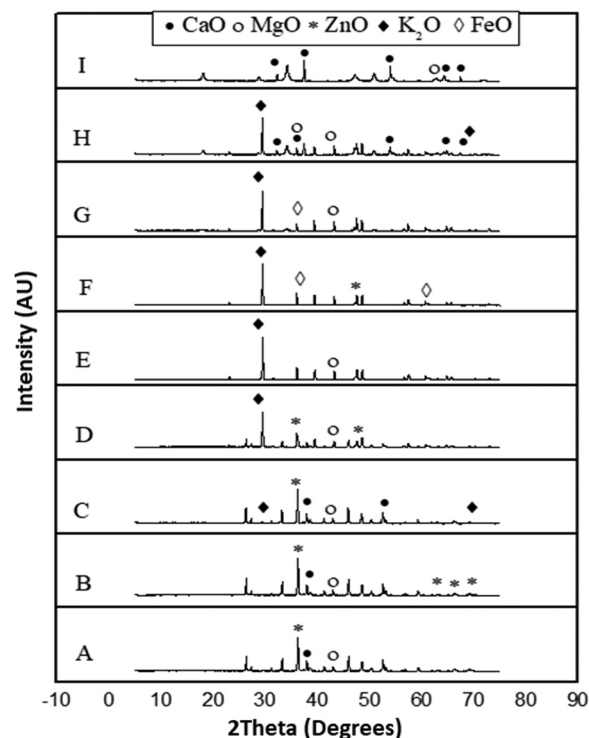 ● CaO ○ MgO * ZnO ◆ K₂O ◇ FeO
I
H
G
F
E
D
C
B
A
Intensity (AU)
-10 0 10 20 30 40 50 60 70 80 90
2Theta (Degrees)